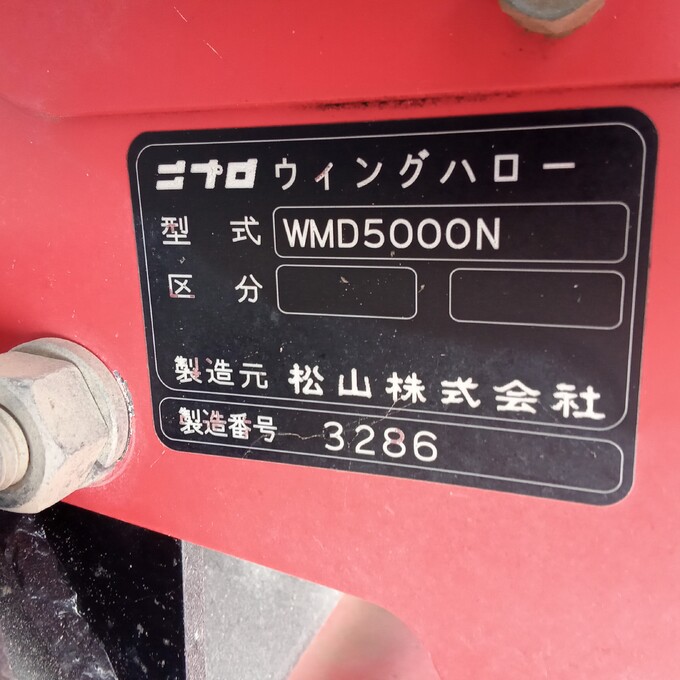 ニプロ ウィングハロー
型式 WMD5000N
区分
製造元 松山株式会社
製造番号 3286